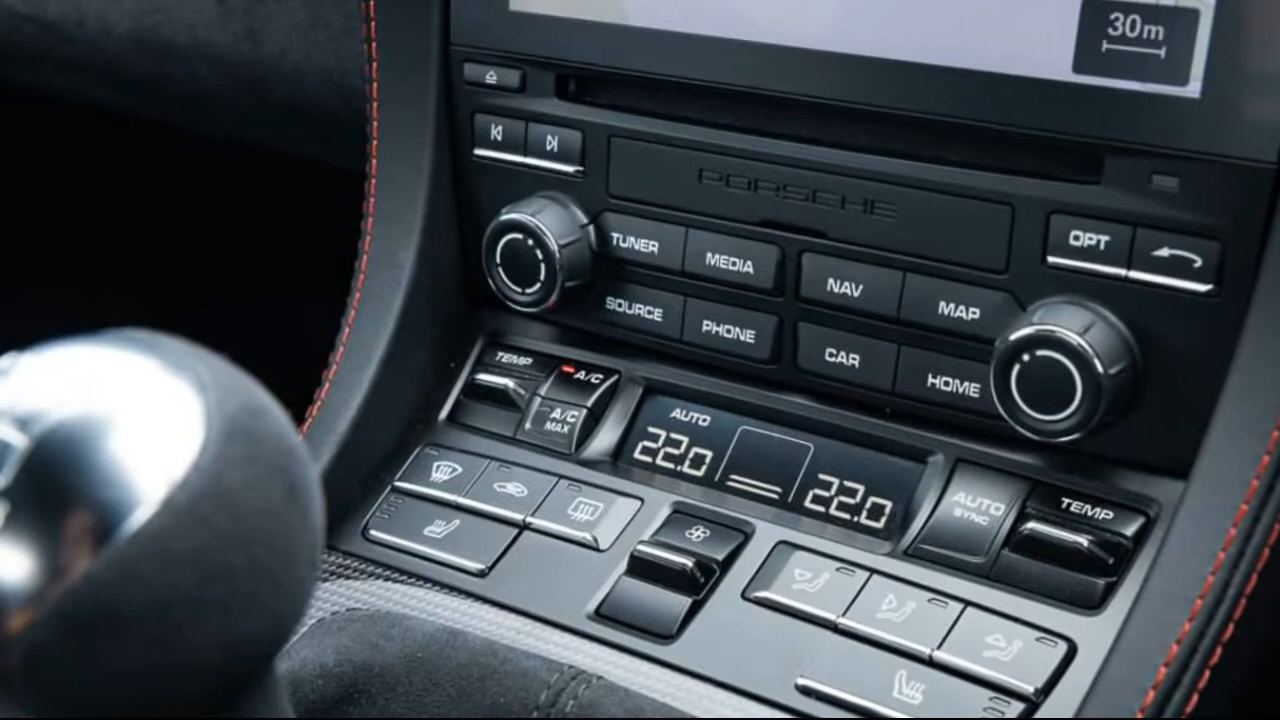 30m
PORSCHE
TUNER
MEDIA
NAV
MAP
OPT
SOURCE
PHONE
CAR
HOME
TEMP
A/C
A/C
MAX
AUTO
22.0
22.0
AUTO
SYNC
TEMP